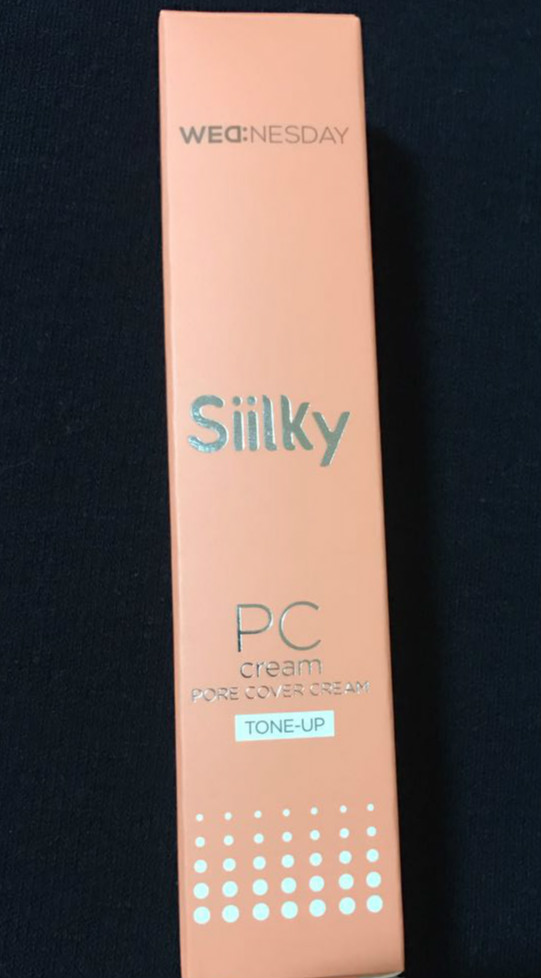 WED:NESDAY
Siilky
PC
cream
PORE COVER CREAM
TONE-UP